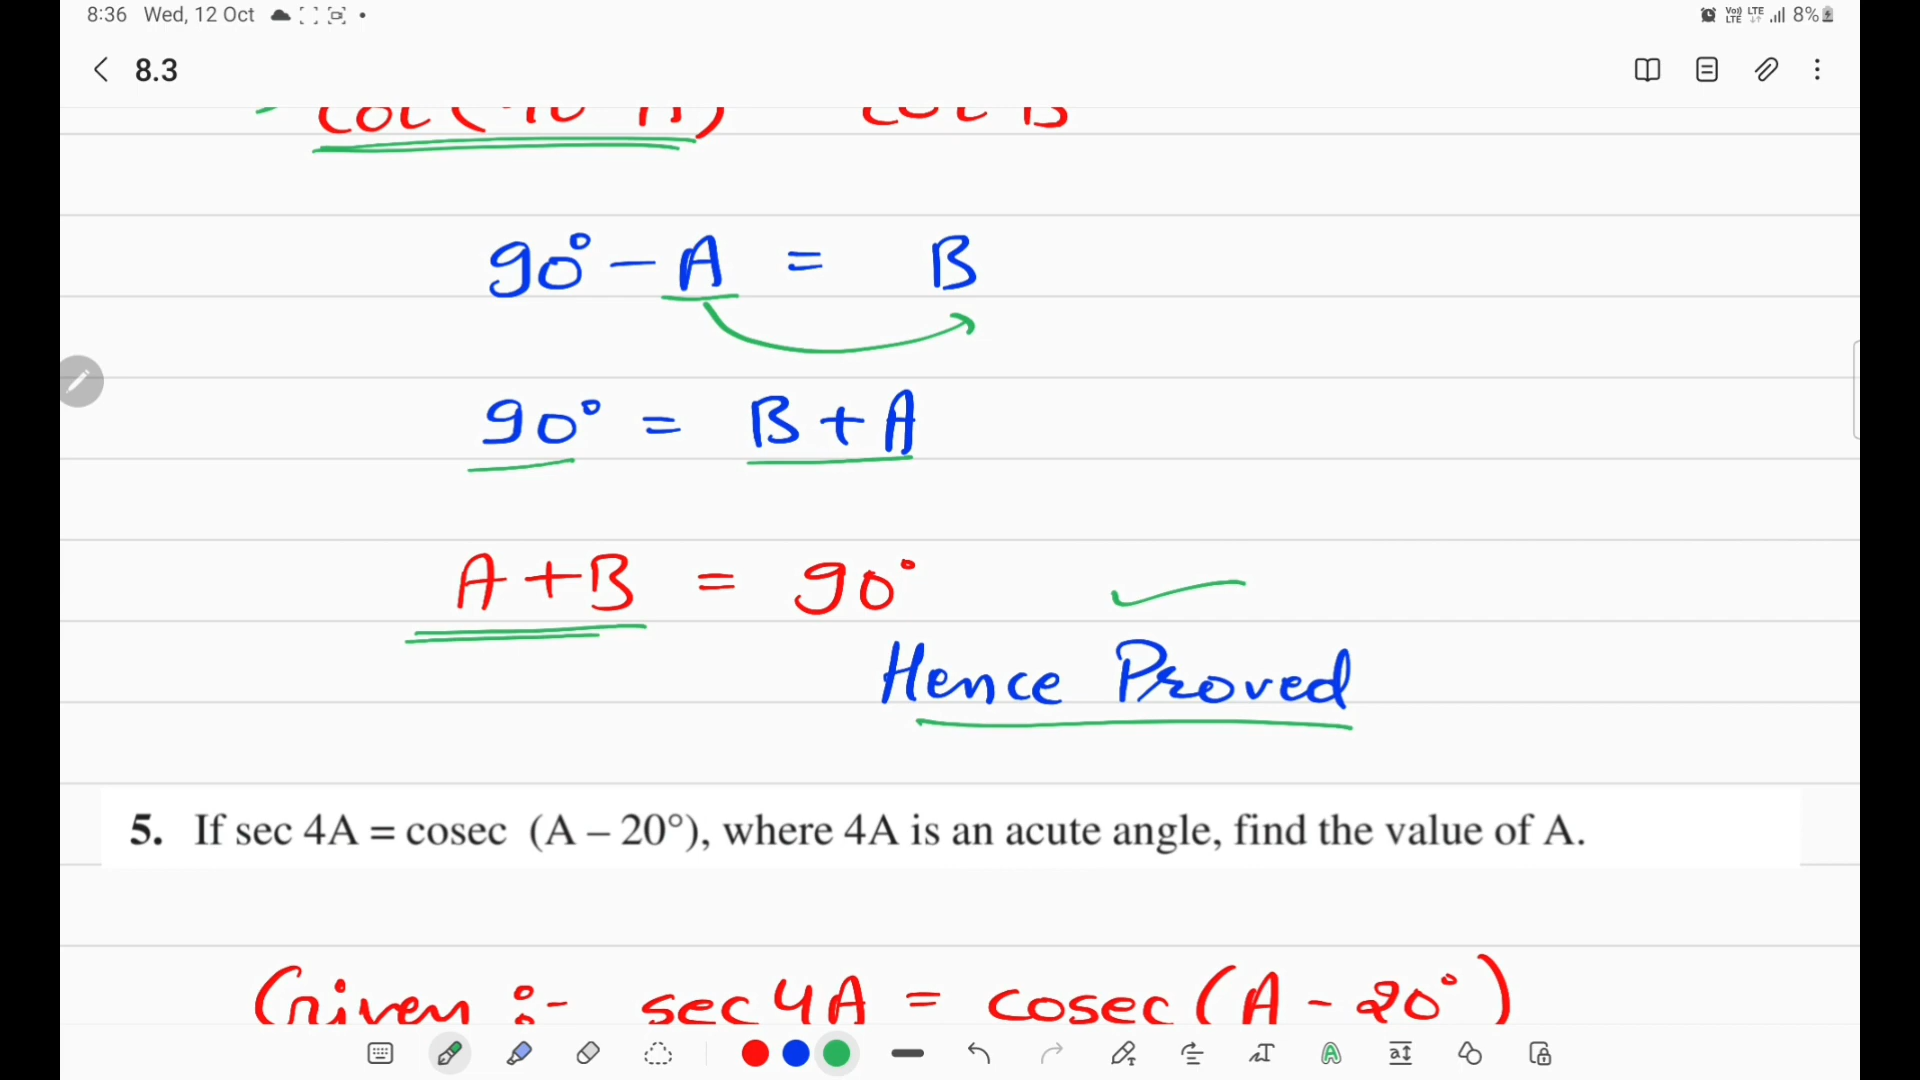 8:36 Wed, 12 Oct 8%
8.3
90° − A = B
90° = B + A
A + B = 90°
Hence Proved
5. If sec 4A = cosec (A – 20°), where 4A is an acute angle, find the value of A.
Given :- sec 4A = cosec (A - 20°)